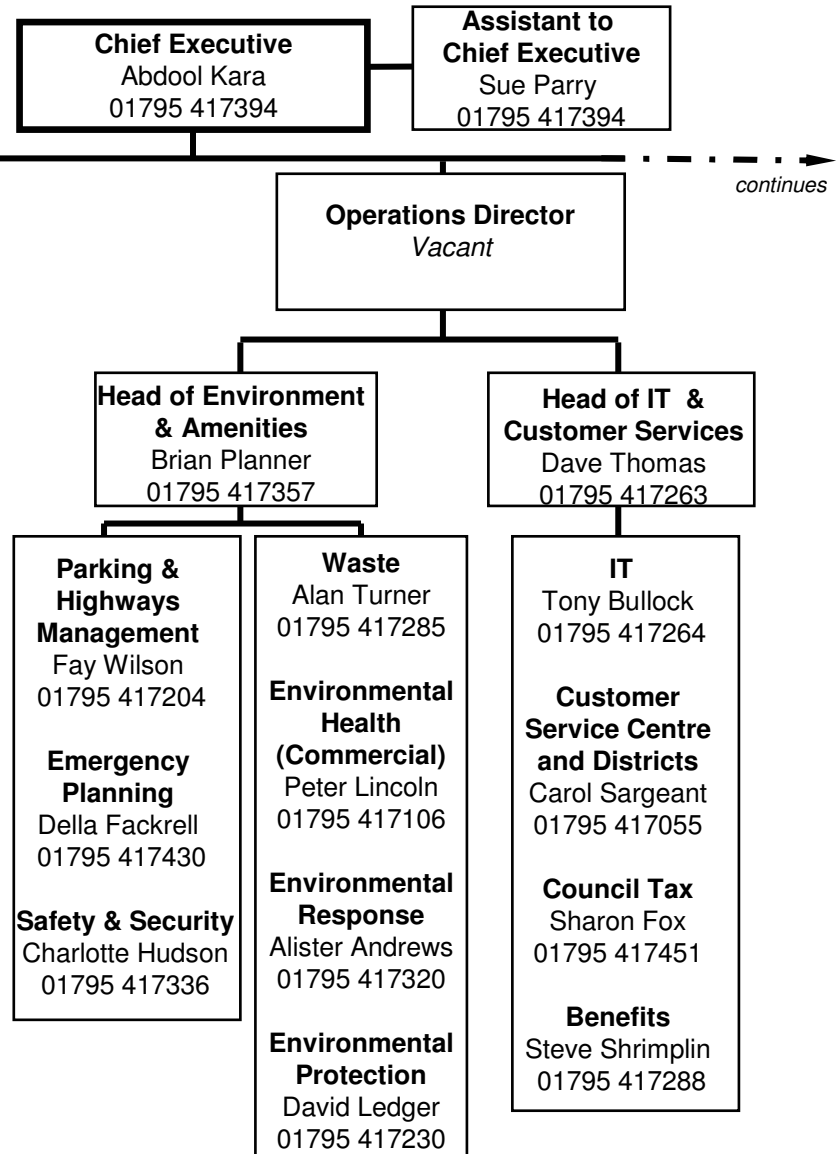 Chief Executive
Abdool Kara
01795 417394
Assistant to
Chief Executive
Sue Parry
01795 417394
continues
Operations Director
Vacant
Head of Environment
& Amenities
Brian Planner
01795 417357
Head of IT &
Customer Services
Dave Thomas
01795 417263
Parking &
Highways
Management
Fay Wilson
01795 417204
Emergency
Planning
Della Fackrell
01795 417430
Safety & Security
Charlotte Hudson
01795 417336
Waste
Alan Turner
01795 417285
Environmental
Health
(Commercial)
Peter Lincoln
01795 417106
Environmental
Response
Alister Andrews
01795 417320
Environmental
Protection
David Ledger
01795 417230
IT
Tony Bullock
01795 417264
Customer
Service Centre
and Districts
Carol Sargeant
01795 417055
Council Tax
Sharon Fox
01795 417451
Benefits
Steve Shrimplin
01795 417288